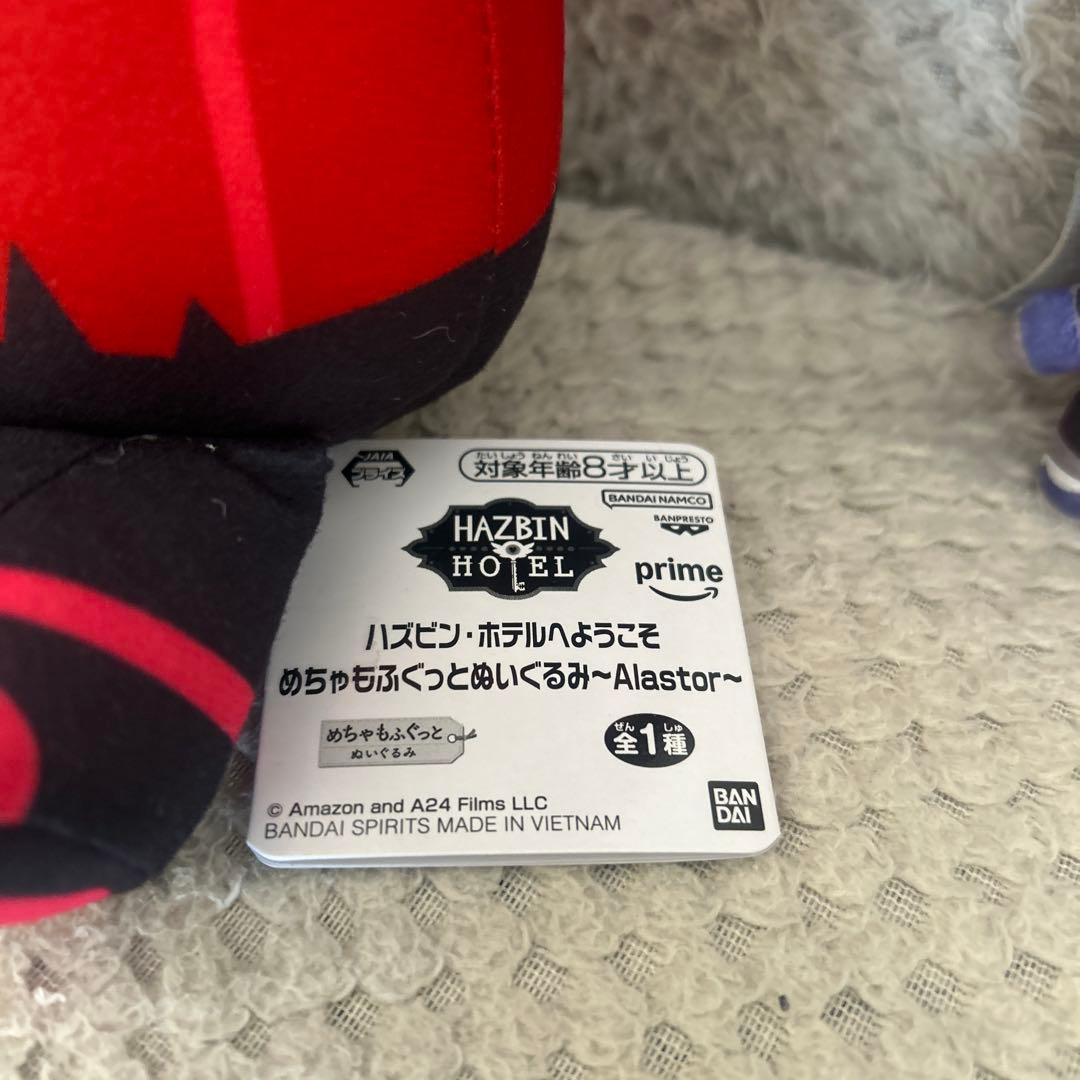 JAIA
プライズ
たいしょうねんれい さいいじょう
対象年齢8才以上
BANDAI NAMCO
BANPRESTO
HAZBIN
HOTEL
prime
ハズビン・ホテルへようこそ
めちゃもふぐっとぬいぐるみ~Alastor~
めちゃもふぐっと
ぬいぐるみ
ぜん しゅ
全1種
© Amazon and A24 Films LLC
BANDAI SPIRITS MADE IN VIETNAM
BAN
DAI